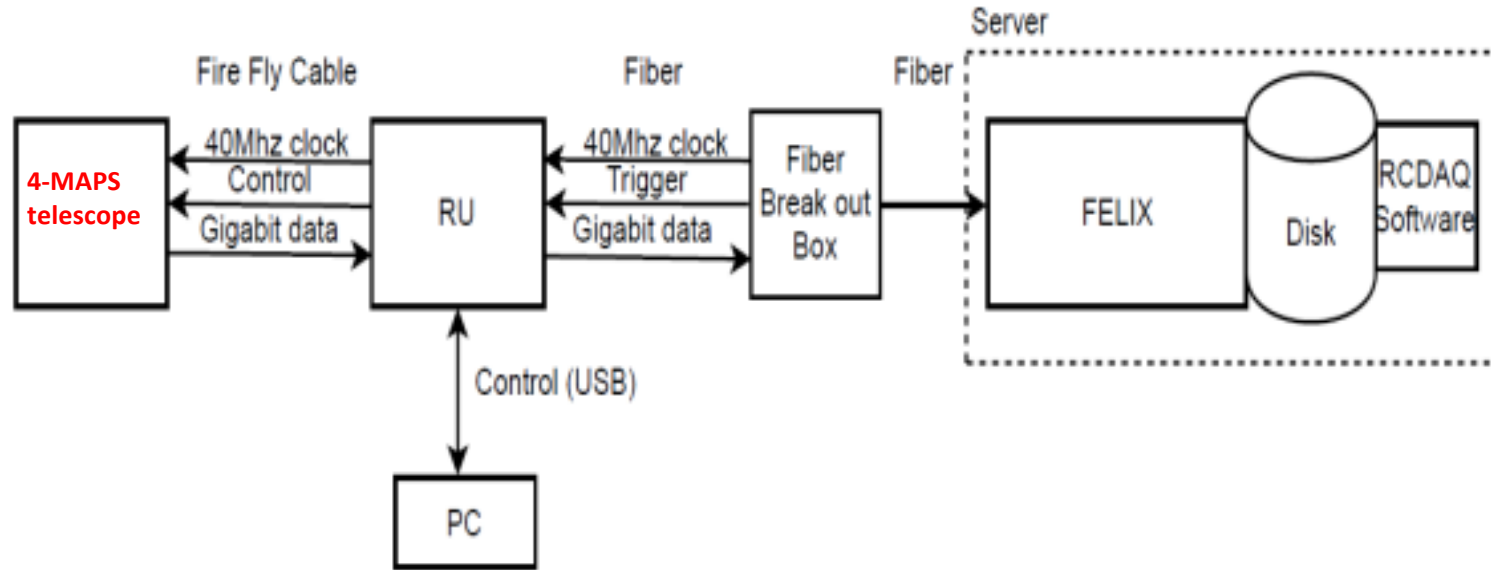 Server
Fire Fly Cable
Fiber
Fiber
4-MAPS
telescope
40Mhz clock
Control
Gigabit data
RU
40Mhz clock
Trigger
Gigabit data
Fiber
Break out
Box
FELIX
Disk
RCDAQ
Software
Control (USB)
PC